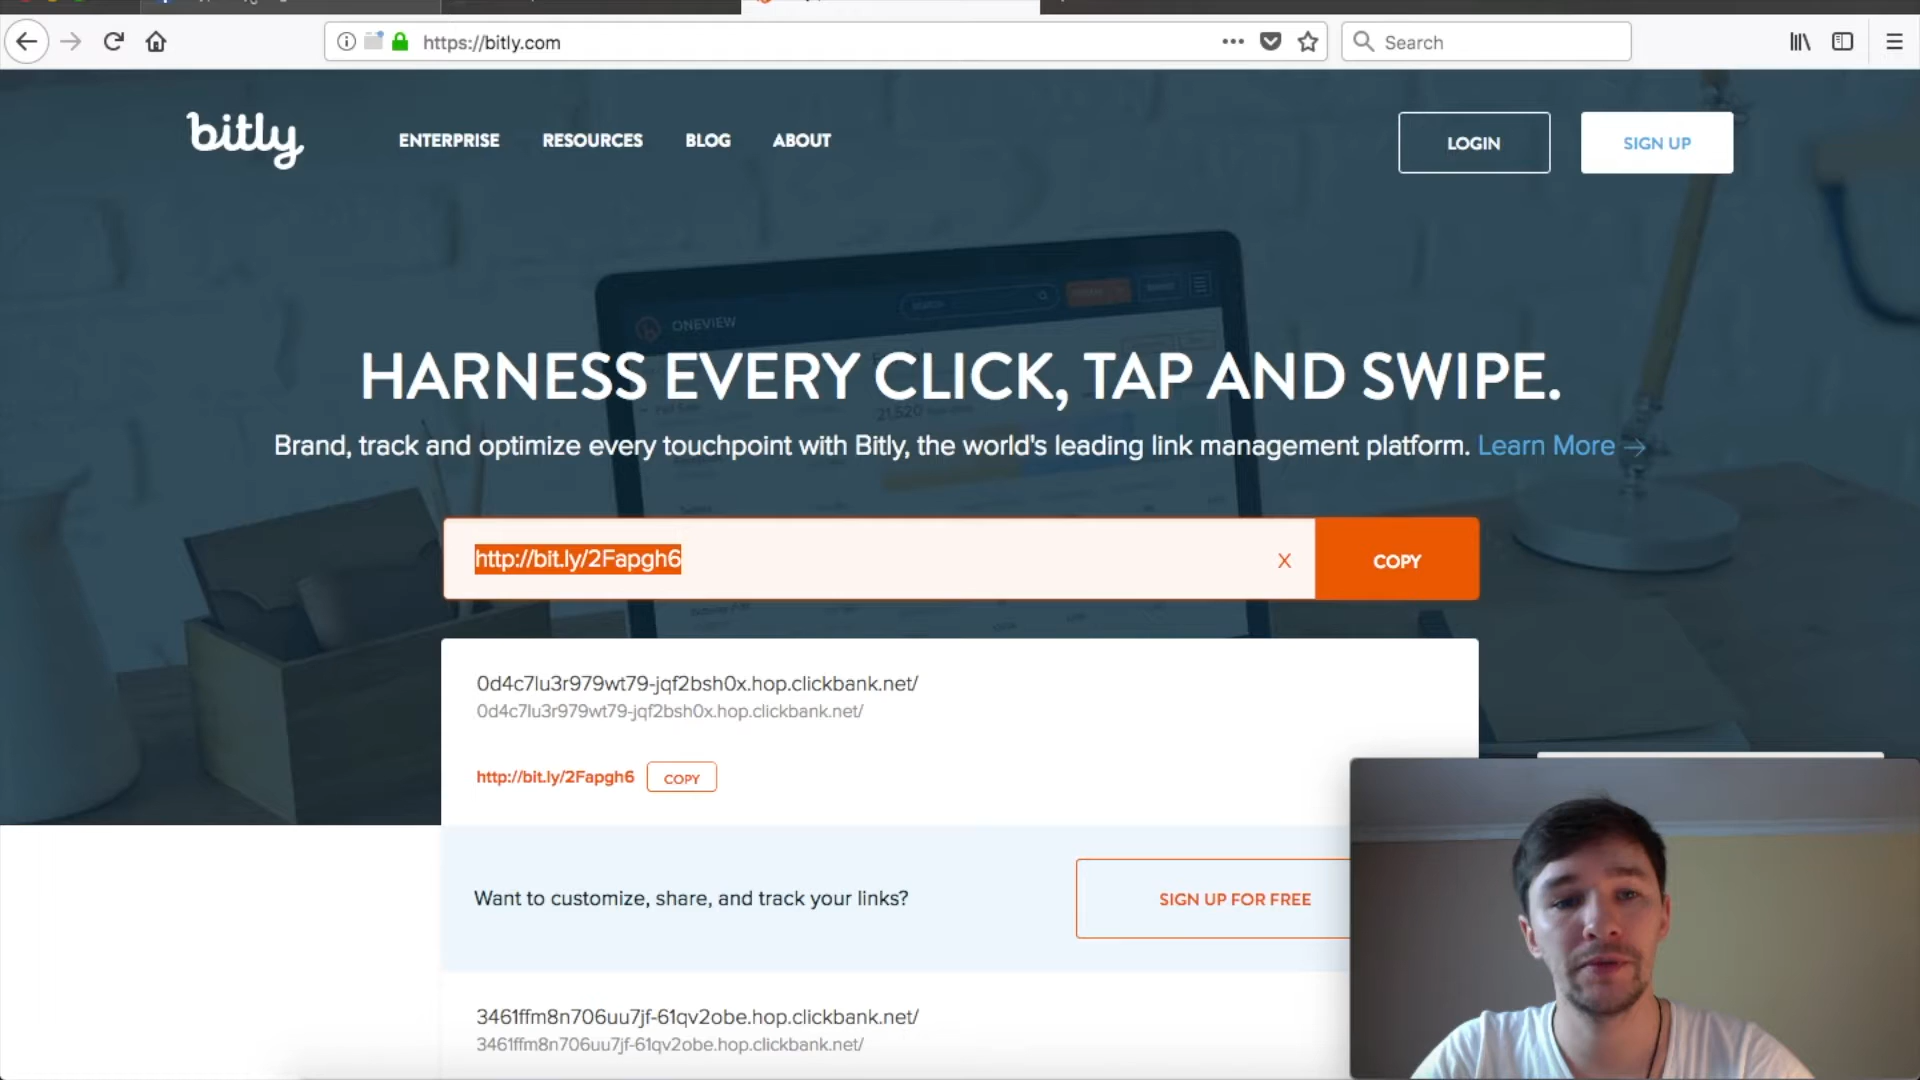 https://bitly.com
Search
bitly
ENTERPRISE RESOURCES BLOG ABOUT
LOGIN
SIGN UP
ONEVIEW
21,520
HARNESS EVERY CLICK, TAP AND SWIPE.
Brand, track and optimize every touchpoint with Bitly, the world's leading link management platform. Learn More →
http://bit.ly/2Fapgh6
X
COPY
0d4c7lu3r979wt79-jqf2bsh0x.hop.clickbank.net/
0d4c7lu3r979wt79-jqf2bsh0x.hop.clickbank.net/
http://bit.ly/2Fapgh6 COPY
Want to customize, share, and track your links?
SIGN UP FOR FREE
3461ffm8n706uu7jf-61qv2obe.hop.clickbank.net/
3461ffm8n706uu7jf-61qv2obe.hop.clickbank.net/